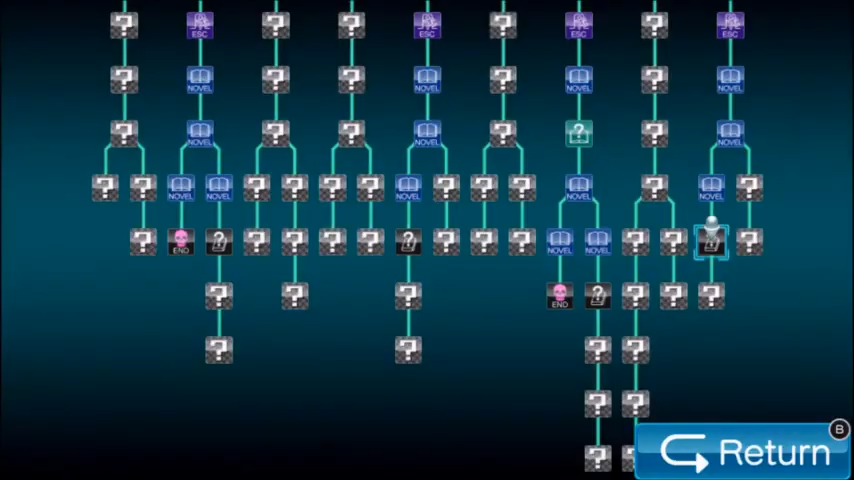 ? ESC ? ? ESC ? ESC ? ESC
? NOVEL ? ? NOVEL ? NOVEL ? NOVEL
? NOVEL ? ? NOVEL ? ? ? NOVEL
? ? NOVEL NOVEL ? ? ? ? NOVEL ? ? ? NOVEL ? NOVEL ?
? END ? ? ? ? ? ? ? ? ? NOVEL NOVEL ? ? ? ?
? ? ? END ? ? ? ?
? ? ? ?
? ?
? ?
B
Return